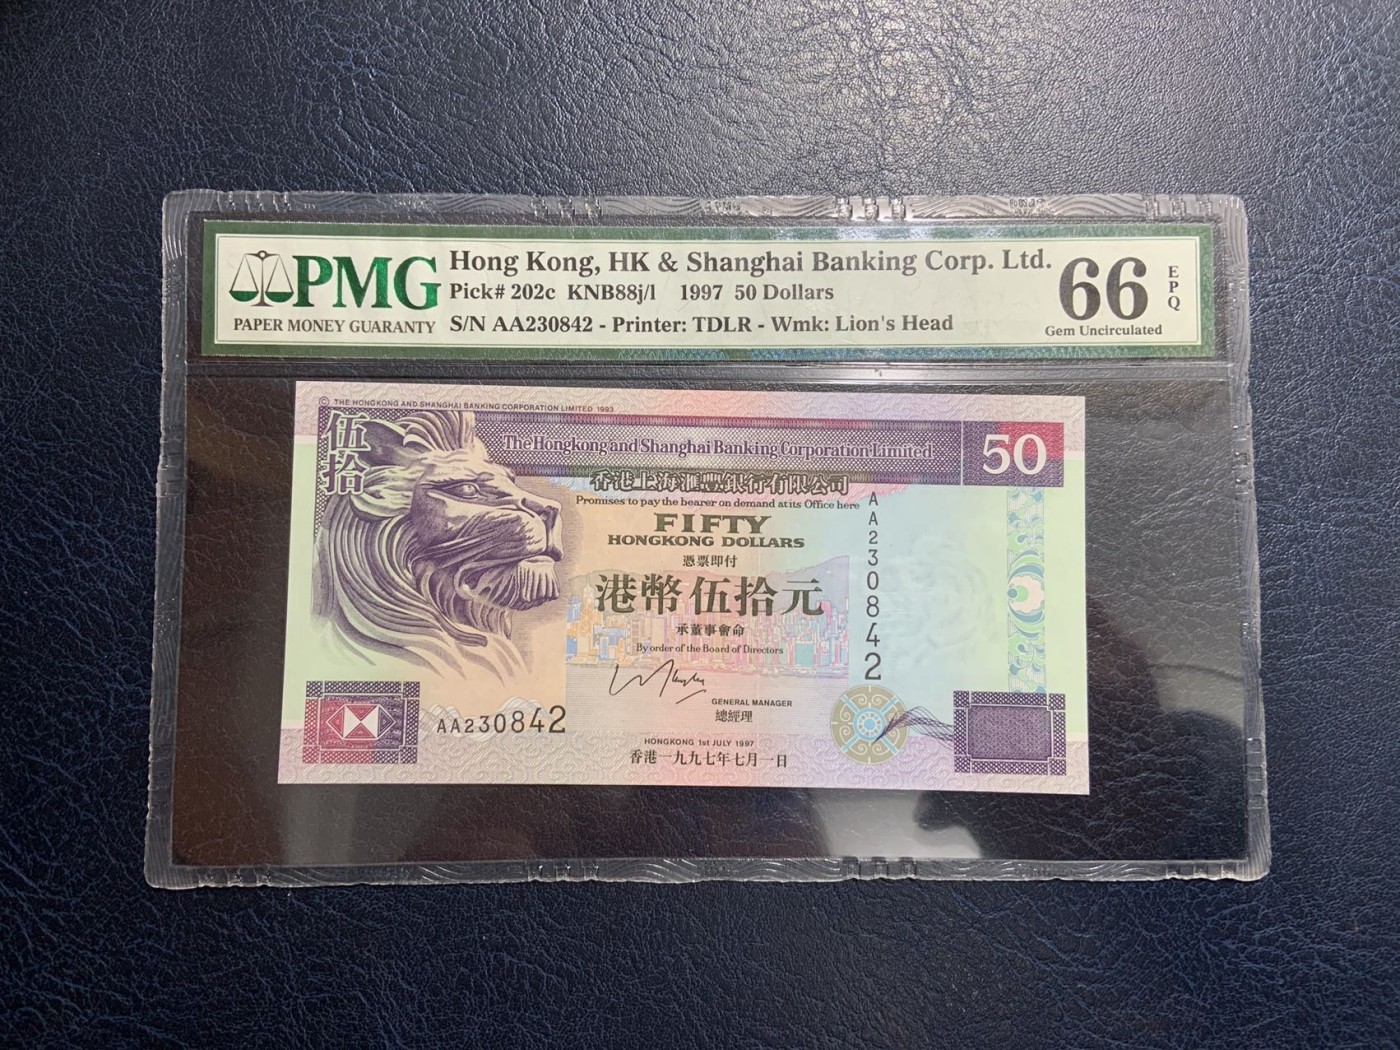 PMG
PAPER MONEY GUARANTY
Hong Kong, HK & Shanghai Banking Corp. Ltd.
Pick# 202c KNB88j/l 1997 50 Dollars
S/N AA230842 - Printer: TDLR - Wmk: Lion's Head
66
EPQ
Gem Uncirculated
© THE HONGKONG AND SHANGHAI BANKING CORPORATION LIMITED 1993
伍拾
The Hongkong and Shanghai Banking Corporation Limited
50
香港上海滙豐銀行有限公司
Promises to pay the bearer on demand at its Office here
FIFTY
HONGKONG DOLLARS
憑票即付
港幣伍拾元
承董事會命
By order of the Board of Directors
GENERAL MANAGER
總經理
AA230842
AA230842
HONGKONG 1st JULY 1997
香港一九九七年七月一日